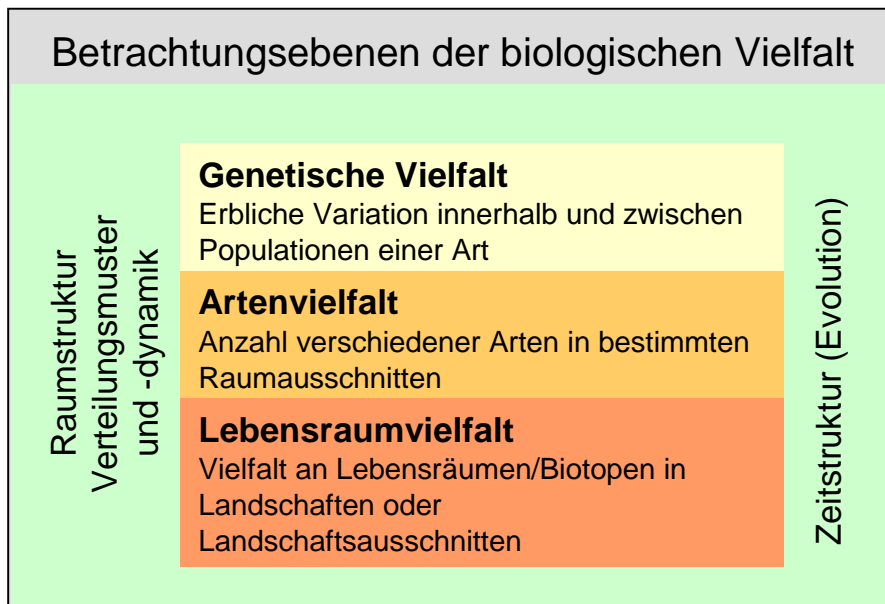 Betrachtungsebenen der biologischen Vielfalt
Raumstruktur
Verteilungsmuster
und -dynamik
Genetische Vielfalt
Erbliche Variation innerhalb und zwischen
Populationen einer Art
Artenvielfalt
Anzahl verschiedener Arten in bestimmten
Raumausschnitten
Lebensraumvielfalt
Vielfalt an Lebensräumen/Biotopen in
Landschaften oder
Landschaftsausschnitten
Zeitstruktur (Evolution)